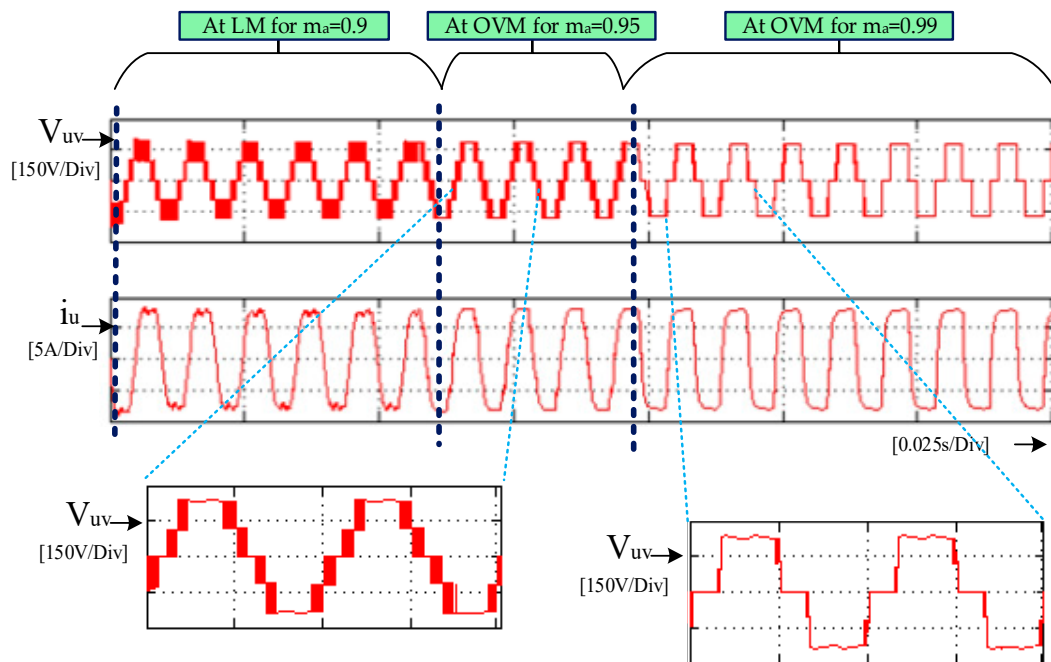 At LM for ma=0.9
At OVM for ma=0.95
At OVM for ma=0.99
Vuv
[150V/Div]
iu
[5A/Div]
[0.025s/Div]
Vuv
[150V/Div]
Vuv
[150V/Div]